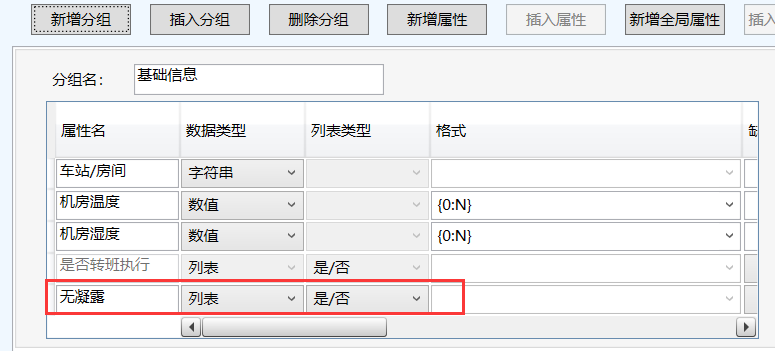 新增分组 插入分组 删除分组 新增属性 插入属性 新增全局属性 插入
分组名： 基础信息
属性名 数据类型 列表类型 格式
车站/房间 字符串
机房温度 数值 {0:N}
机房湿度 数值 {0:N}
是否转班执行 列表 是/否
无凝露 列表 是/否